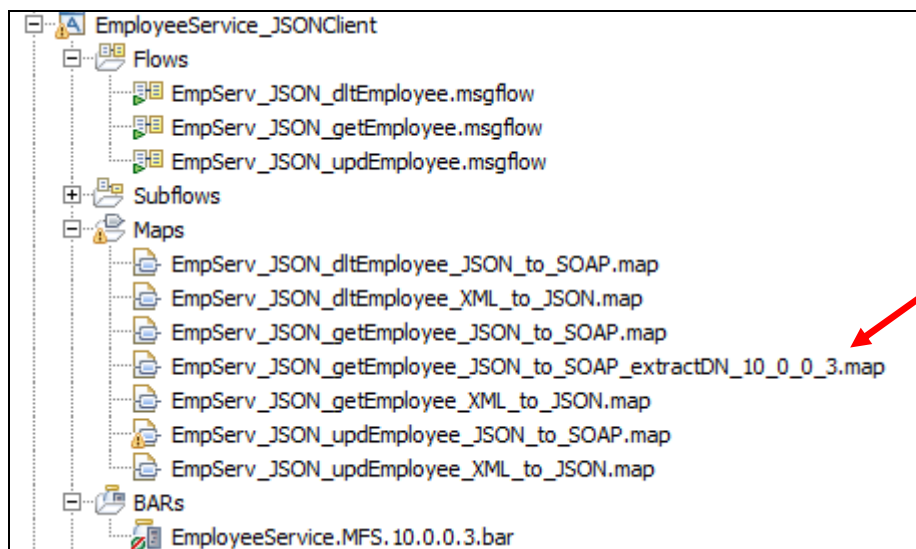 EmployeeService_JSONClient
Flows
EmpServ_JSON_dltEmployee.msgflow
EmpServ_JSON_getEmployee.msgflow
EmpServ_JSON_updEmployee.msgflow
Subflows
Maps
EmpServ_JSON_dltEmployee_JSON_to_SOAP.map
EmpServ_JSON_dltEmployee_XML_to_JSON.map
EmpServ_JSON_getEmployee_JSON_to_SOAP.map
EmpServ_JSON_getEmployee_JSON_to_SOAP_extractDN_10_0_0_3.map
EmpServ_JSON_getEmployee_XML_to_JSON.map
EmpServ_JSON_updEmployee_JSON_to_SOAP.map
EmpServ_JSON_updEmployee_XML_to_JSON.map
BARs
EmployeeService.MFS.10.0.0.3.bar